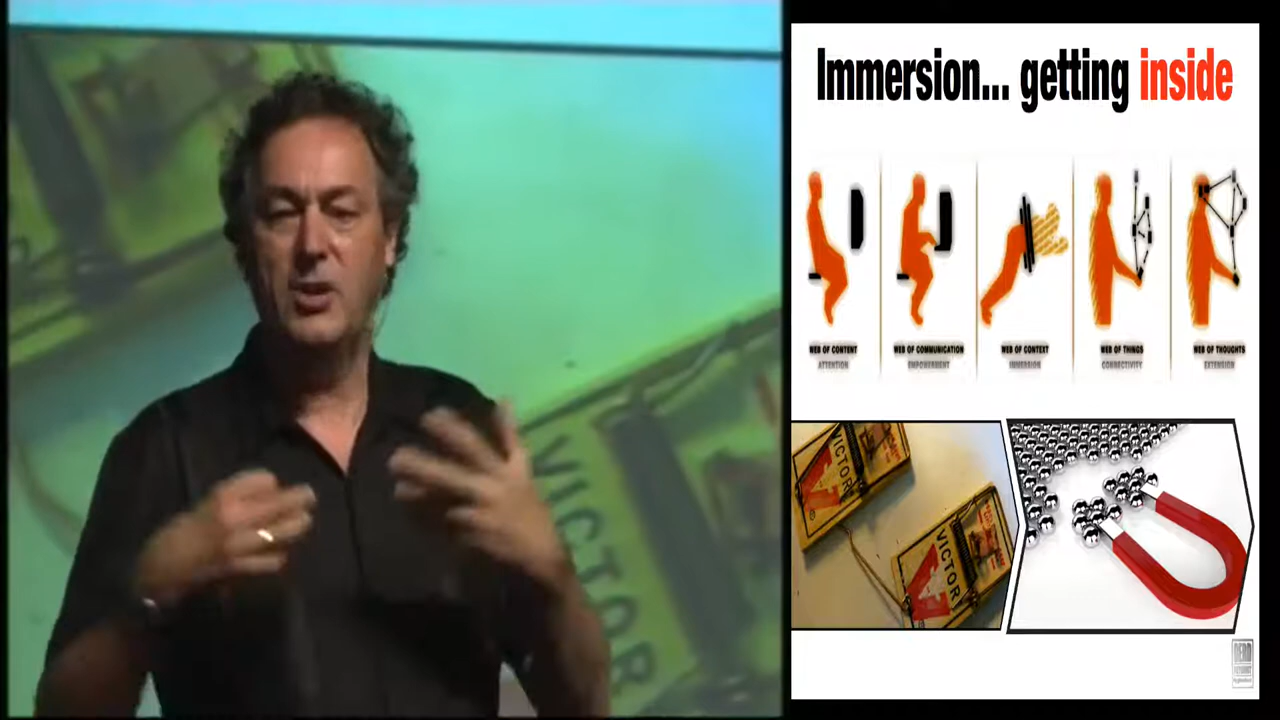 Immersion... getting inside
WEB OF CONTENT
ATTENTION
WEB OF COMMUNICATION
EMPOWERMENT
WEB OF CONTEXT
IMMERSION
WEB OF THINGS
CONNECTIVITY
WEB OF THOUGHTS
EXTENSION
VICTOR
VICTOR
VICTOR